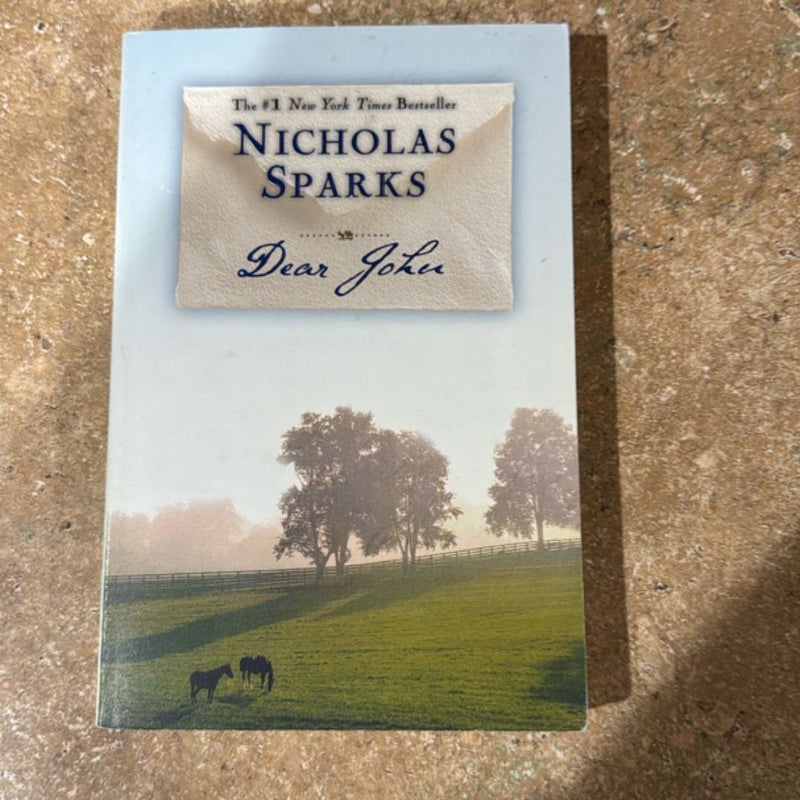 The #1 New York Times Bestseller
NICHOLAS
SPARKS
Dear John